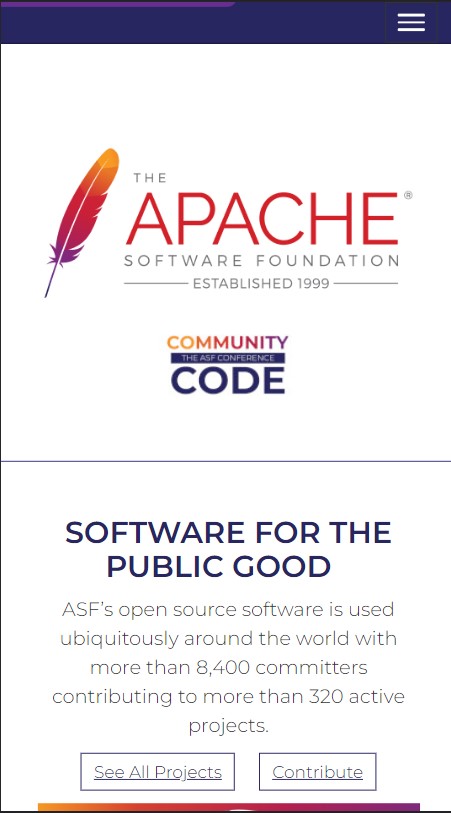 THE
APACHE®
SOFTWARE FOUNDATION
ESTABLISHED 1999
COMMUNITY
THE ASF CONFERENCE
CODE
SOFTWARE FOR THE
PUBLIC GOOD
ASF’s open source software is used
ubiquitously around the world with
more than 8,400 committers
contributing to more than 320 active
projects.
See All Projects
Contribute